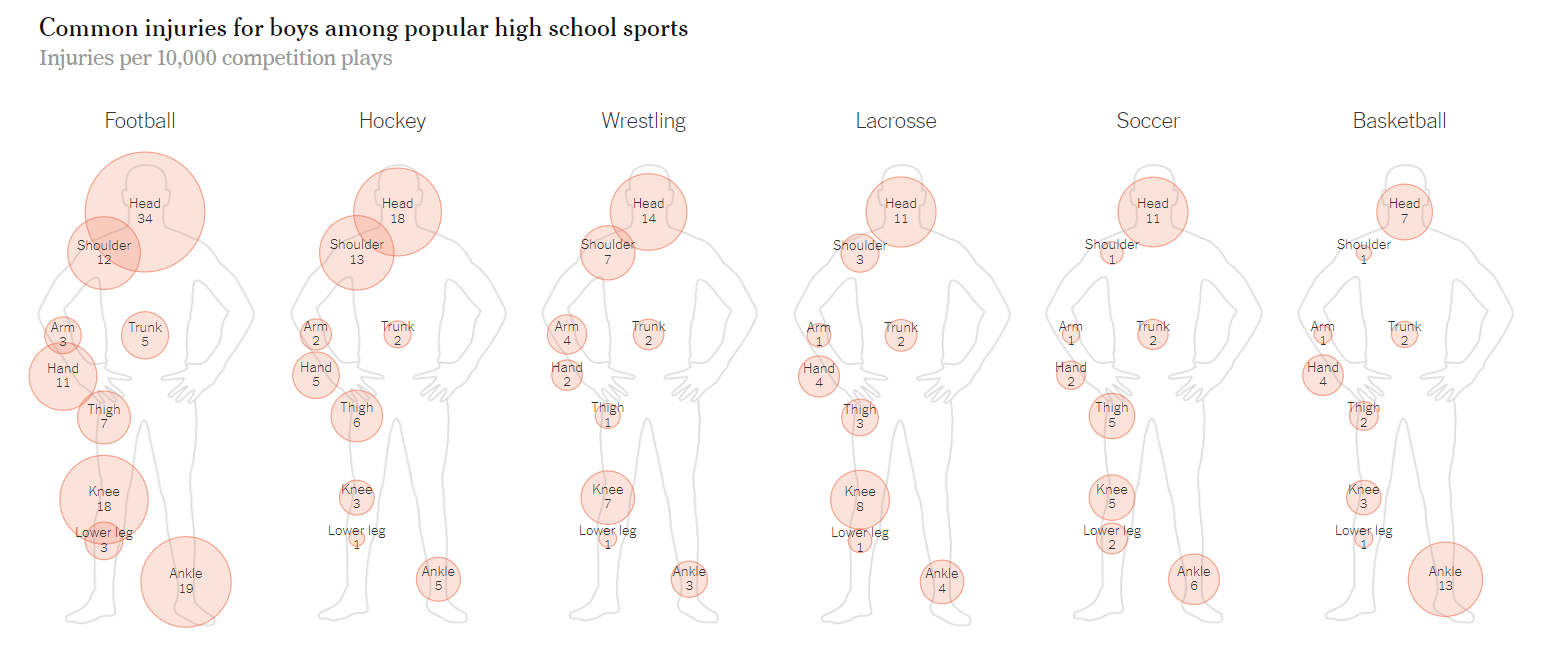 Common injuries for boys among popular high school sports
Injuries per 10,000 competition plays
Football
Head
34
Shoulder
12
Arm
3
Trunk
5
Hand
11
Thigh
7
Knee
18
Lower leg
3
Ankle
19
Hockey
Head
18
Shoulder
13
Arm
2
Trunk
2
Hand
5
Thigh
6
Knee
3
Lower leg
1
Ankle
5
Wrestling
Head
14
Shoulder
7
Arm
4
Trunk
2
Hand
2
Thigh
1
Knee
7
Lower leg
1
Ankle
3
Lacrosse
Head
11
Shoulder
3
Arm
1
Trunk
2
Hand
4
Thigh
3
Knee
8
Lower leg
1
Ankle
4
Soccer
Head
11
Shoulder
1
Arm
1
Trunk
2
Hand
2
Thigh
5
Knee
5
Lower leg
2
Ankle
6
Basketball
Head
7
Shoulder
1
Arm
1
Trunk
2
Hand
4
Thigh
2
Knee
3
Lower leg
1
Ankle
13